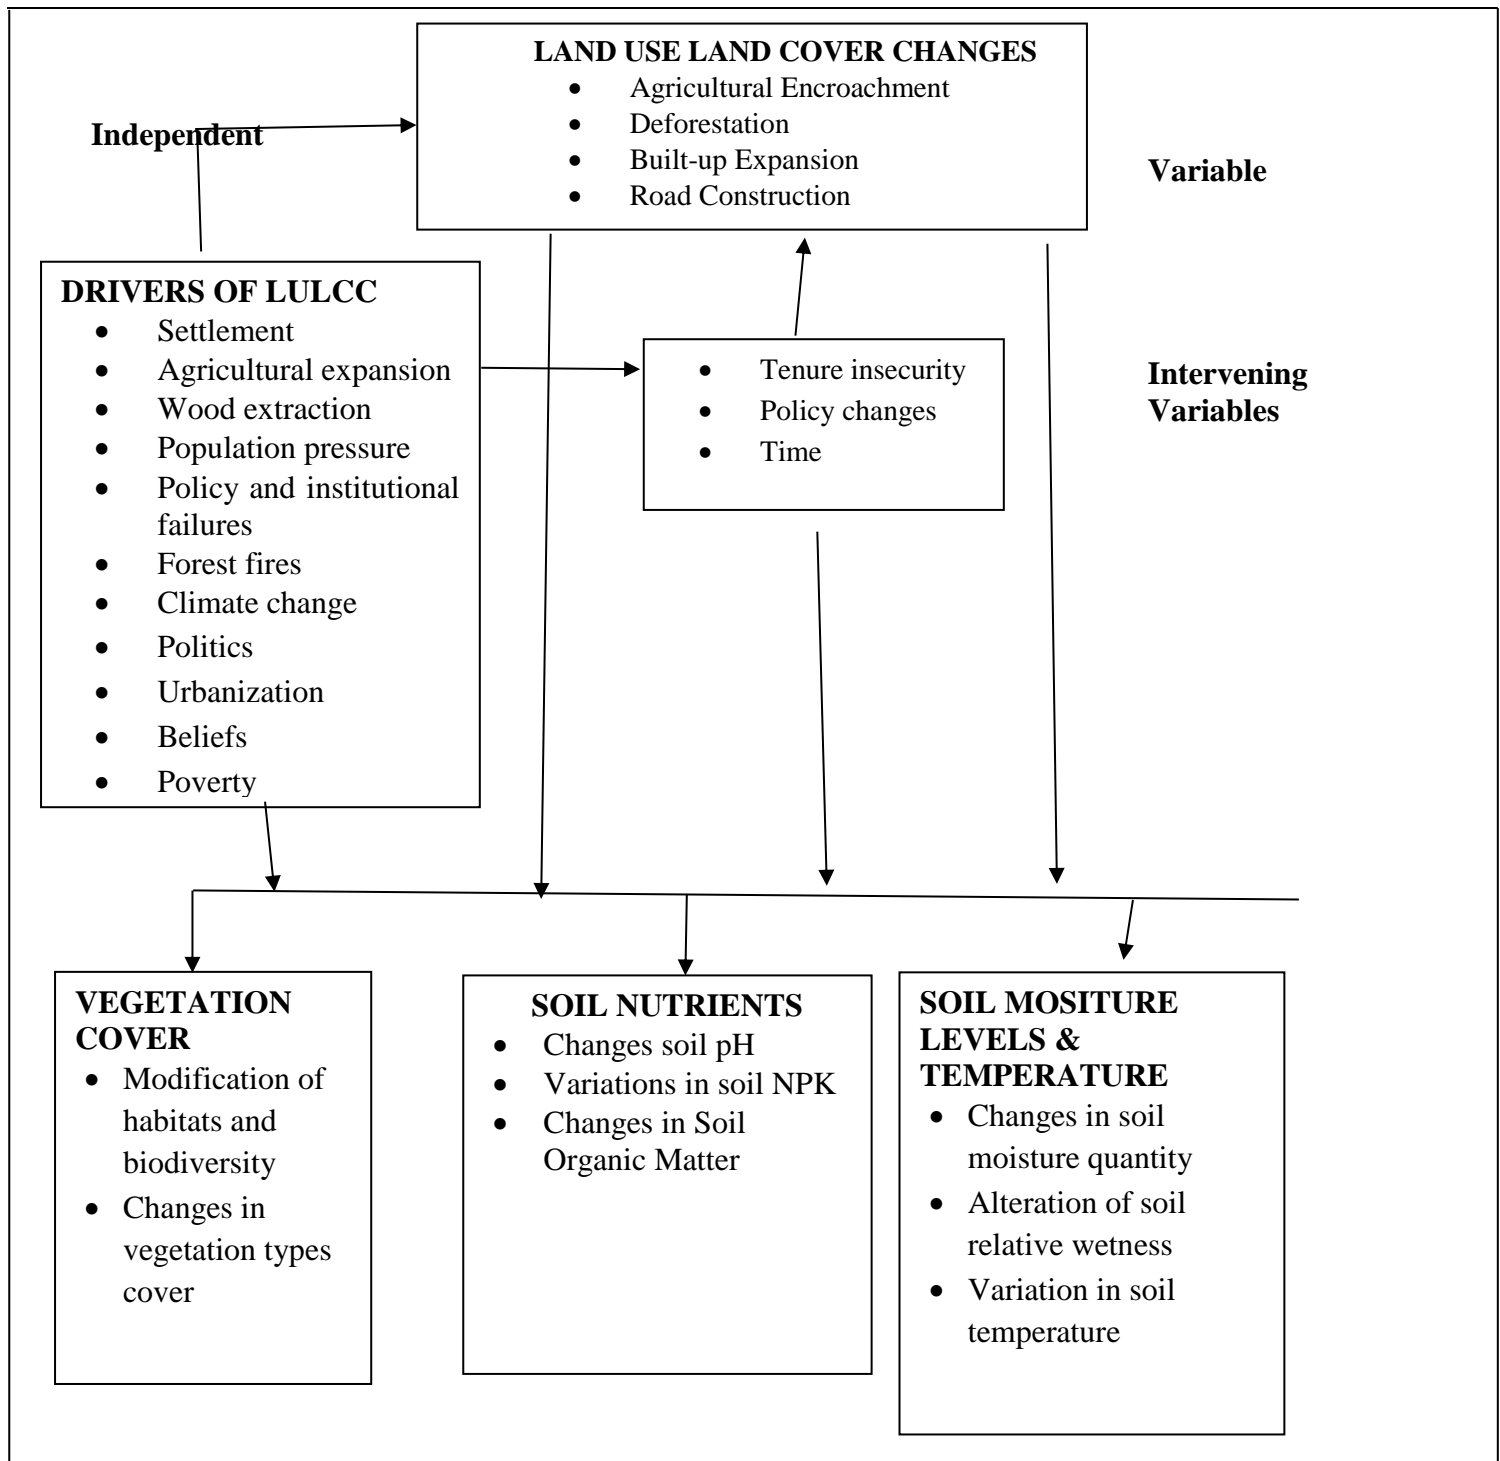 LAND USE LAND COVER CHANGES
• Agricultural Encroachment
• Deforestation
• Built-up Expansion
• Road Construction
Independent
Variable
DRIVERS OF LULCC
• Settlement
• Agricultural expansion
• Wood extraction
• Population pressure
• Policy and institutional
failures
• Forest fires
• Climate change
• Politics
• Urbanization
• Beliefs
• Poverty
• Tenure insecurity
• Policy changes
• Time
Intervening
Variables
VEGETATION
COVER
• Modification of
habitats and
biodiversity
• Changes in
vegetation types
cover
SOIL NUTRIENTS
• Changes soil pH
• Variations in soil NPK
• Changes in Soil
Organic Matter
SOIL MOSITURE
LEVELS &
TEMPERATURE
• Changes in soil
moisture quantity
• Alteration of soil
relative wetness
• Variation in soil
temperature